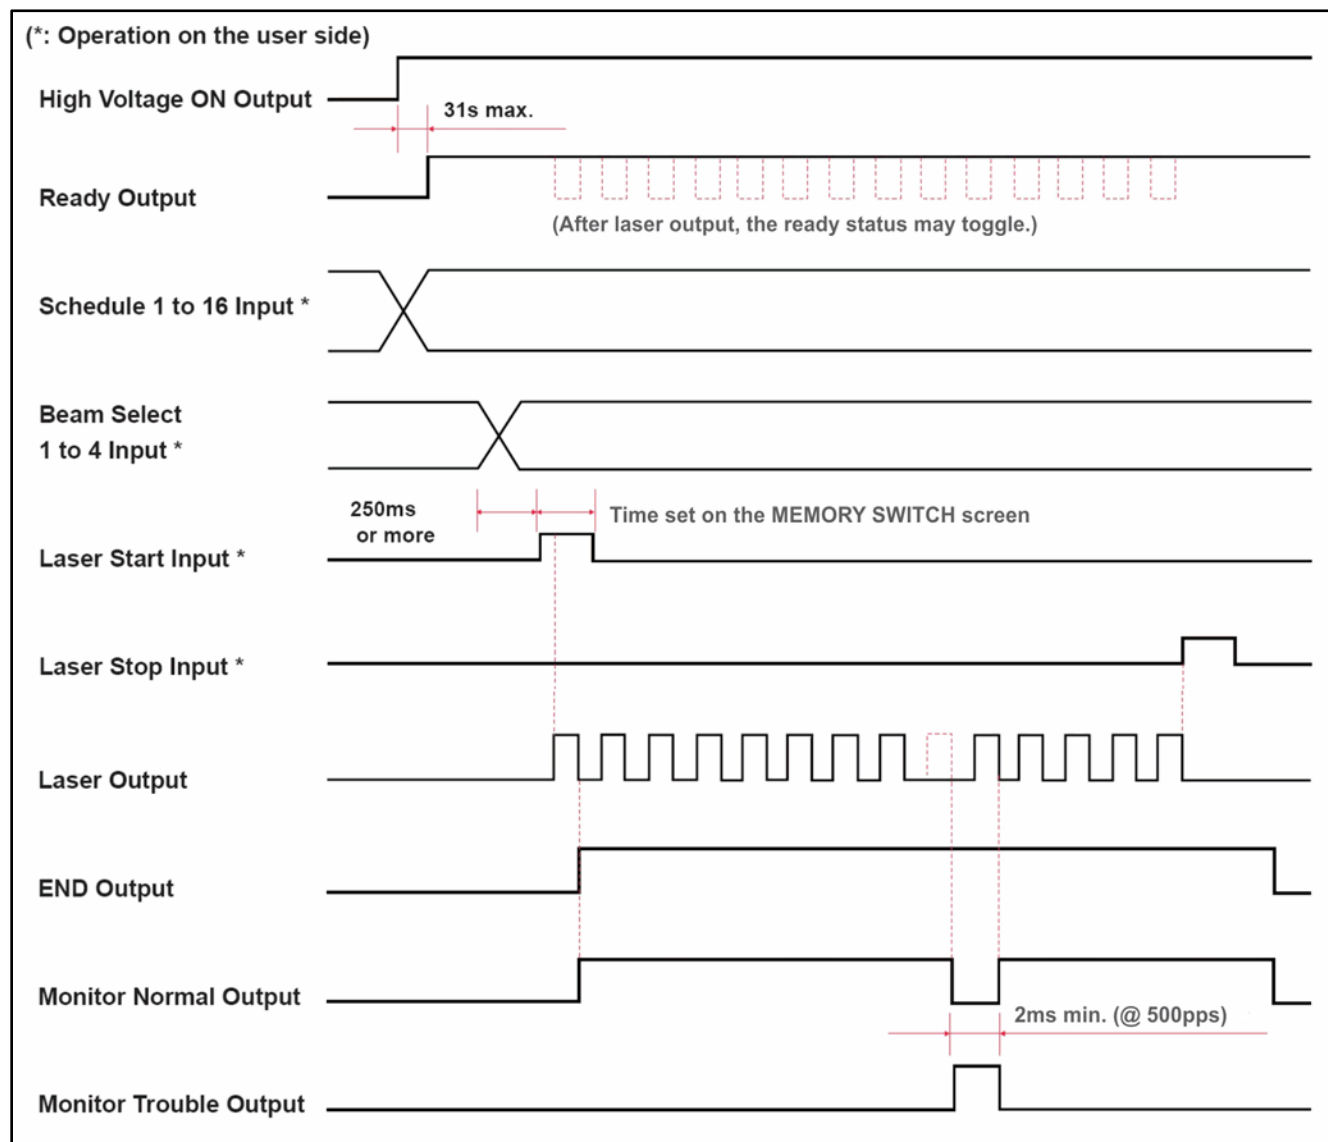 (*: Operation on the user side)
High Voltage ON Output
31s max.
Ready Output
(After laser output, the ready status may toggle.)
Schedule 1 to 16 Input *
Beam Select
1 to 4 Input *
250ms
or more
Time set on the MEMORY SWITCH screen
Laser Start Input *
Laser Stop Input *
Laser Output
END Output
Monitor Normal Output
2ms min. (@ 500pps)
Monitor Trouble Output